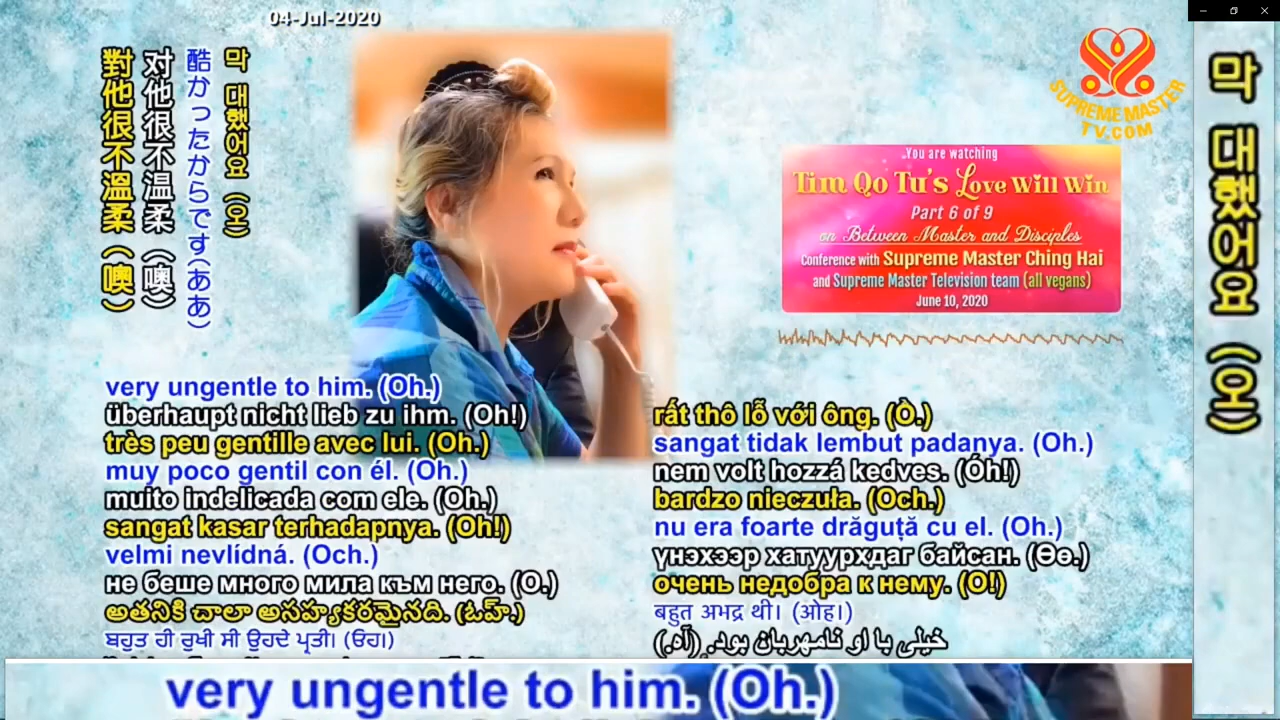 04-Jul-2020
막 대했어요 (오)
酷かったからです(ああ)
对他很不温柔（噢）
對他很不溫柔（噢）
SUPREME MASTER
TV.COM
You are watching
Tim Qo Tu's Love Will Win
Part 6 of 9
on Between Master and Disciples
Conference with Supreme Master Ching Hai
and Supreme Master Television team (all vegans)
June 10, 2020
very ungentle to him. (Oh.)
überhaupt nicht lieb zu ihm. (Oh!)
très peu gentille avec lui. (Oh.)
muy poco gentil con él. (Oh.)
muito indelicada com ele. (Oh.)
sangat kasar terhadapnya. (Oh!)
velmi nevlídná. (Och.)
не беше много мила към него. (О.)
అతనికి చాలా అసహ్యకరమైనది. (ఓహ్.)
ਬਹੁਤ ਹੀ ਰੁਖੀ ਸੀ ਉਹਦੇ ਪ੍ਰਤੀ। (ਓਹ।)
rất thô lỗ với ông. (Ò.)
sangat tidak lembut padanya. (Oh.)
nem volt hozzá kedves. (Óh!)
bardzo nieczuła. (Och.)
nu era foarte drăguță cu el. (Oh.)
үнэхээр хатуурхдаг байсан. (Өө.)
очень недобра к нему. (О!)
बहुत अभद्र थी। (ओह।)
خیلی با او نامهربان بود. (آه.)
very ungentle to him. (Oh.)
막 대했어요 (오)